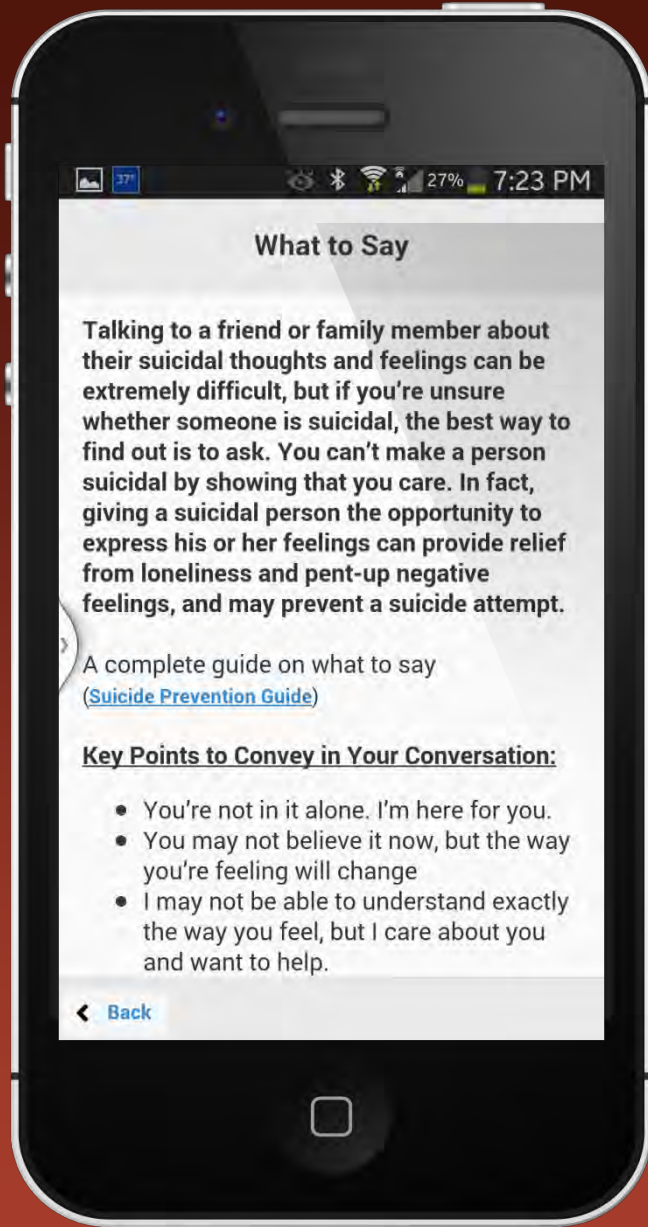 37°
27% 7:23 PM
What to Say
Talking to a friend or family member about
their suicidal thoughts and feelings can be
extremely difficult, but if you’re unsure
whether someone is suicidal, the best way to
find out is to ask. You can’t make a person
suicidal by showing that you care. In fact,
giving a suicidal person the opportunity to
express his or her feelings can provide relief
from loneliness and pent-up negative
feelings, and may prevent a suicide attempt.
A complete guide on what to say
(Suicide Prevention Guide)
Key Points to Convey in Your Conversation:
● You’re not in it alone. I’m here for you.
● You may not believe it now, but the way
you’re feeling will change
● I may not be able to understand exactly
the way you feel, but I care about you
and want to help.
Back